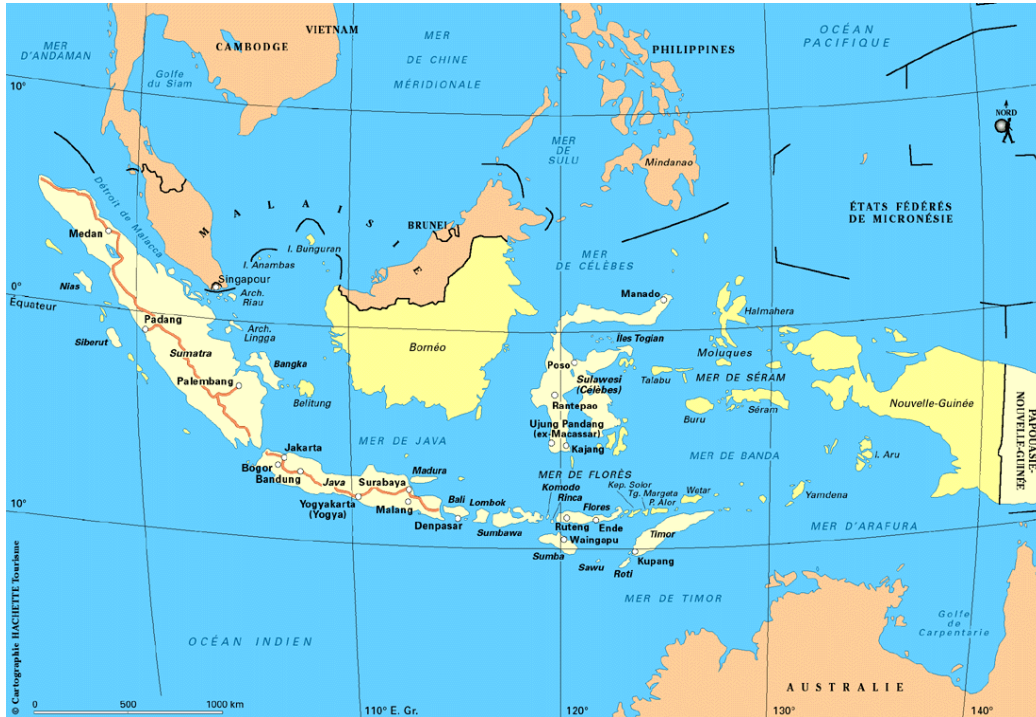 MER
D'ANDAMAN
CAMBODGE
VIETNAM
MER
DE CHINE
MÉRIDIONALE
PHILIPPINES
OCÉAN
PACIFIQUE
Golfe
du Siam
10°
NORD
MER
DE
SULU
Mindanao
Détroit de Malacca
MALAISIE
BRUNEI
ÉTATS FÉDÉRÉS
DE MICRONÉSIE
Medan
I. Bunguran
I. Anambas
MER
DE CÉLÈBES
Singapour
Nias
0°
Équateur
Arch.
Riau
Manado
Halmahera
Padang
Arch.
Lingga
Siberut
Sumatra
Bornéo
Îles Togian
Moluques
Bangka
Poso
Palembang
Sulawesi
(Célèbes)
Talabu
MER DE SÉRAM
Belitung
Rantepao
Buru
Séram
Nouvelle-Guinée
PAPOUASIE-
NOUVELLE-GUINÉE
Ujung Pandang
(ex-Macassar)
MER DE JAVA
Kajang
MER DE BANDA
I. Aru
Jakarta
Bogor
Bandung
Java
Surabaya
Madura
MER DE FLORÈS
Komodo
Rinca
Kep. Solor
Tg. Margeta
P. Alor
Wetar
Yamdena
10°
Yogyakarta
(Yogya)
Malang
Bali
Lombok
Flores
Denpasar
Sumbawa
Ruteng
Ende
Timor
MER D'ARAFURA
Waingapu
Sumba
Sawu
Roti
Kupang
MER DE TIMOR
OCÉAN INDIEN
Golfe
de
Carpentarie
AUSTRALIE
© Cartographie HACHETTE Tourisme
0
1000 km
110° E. Gr.
120°
130°
140°